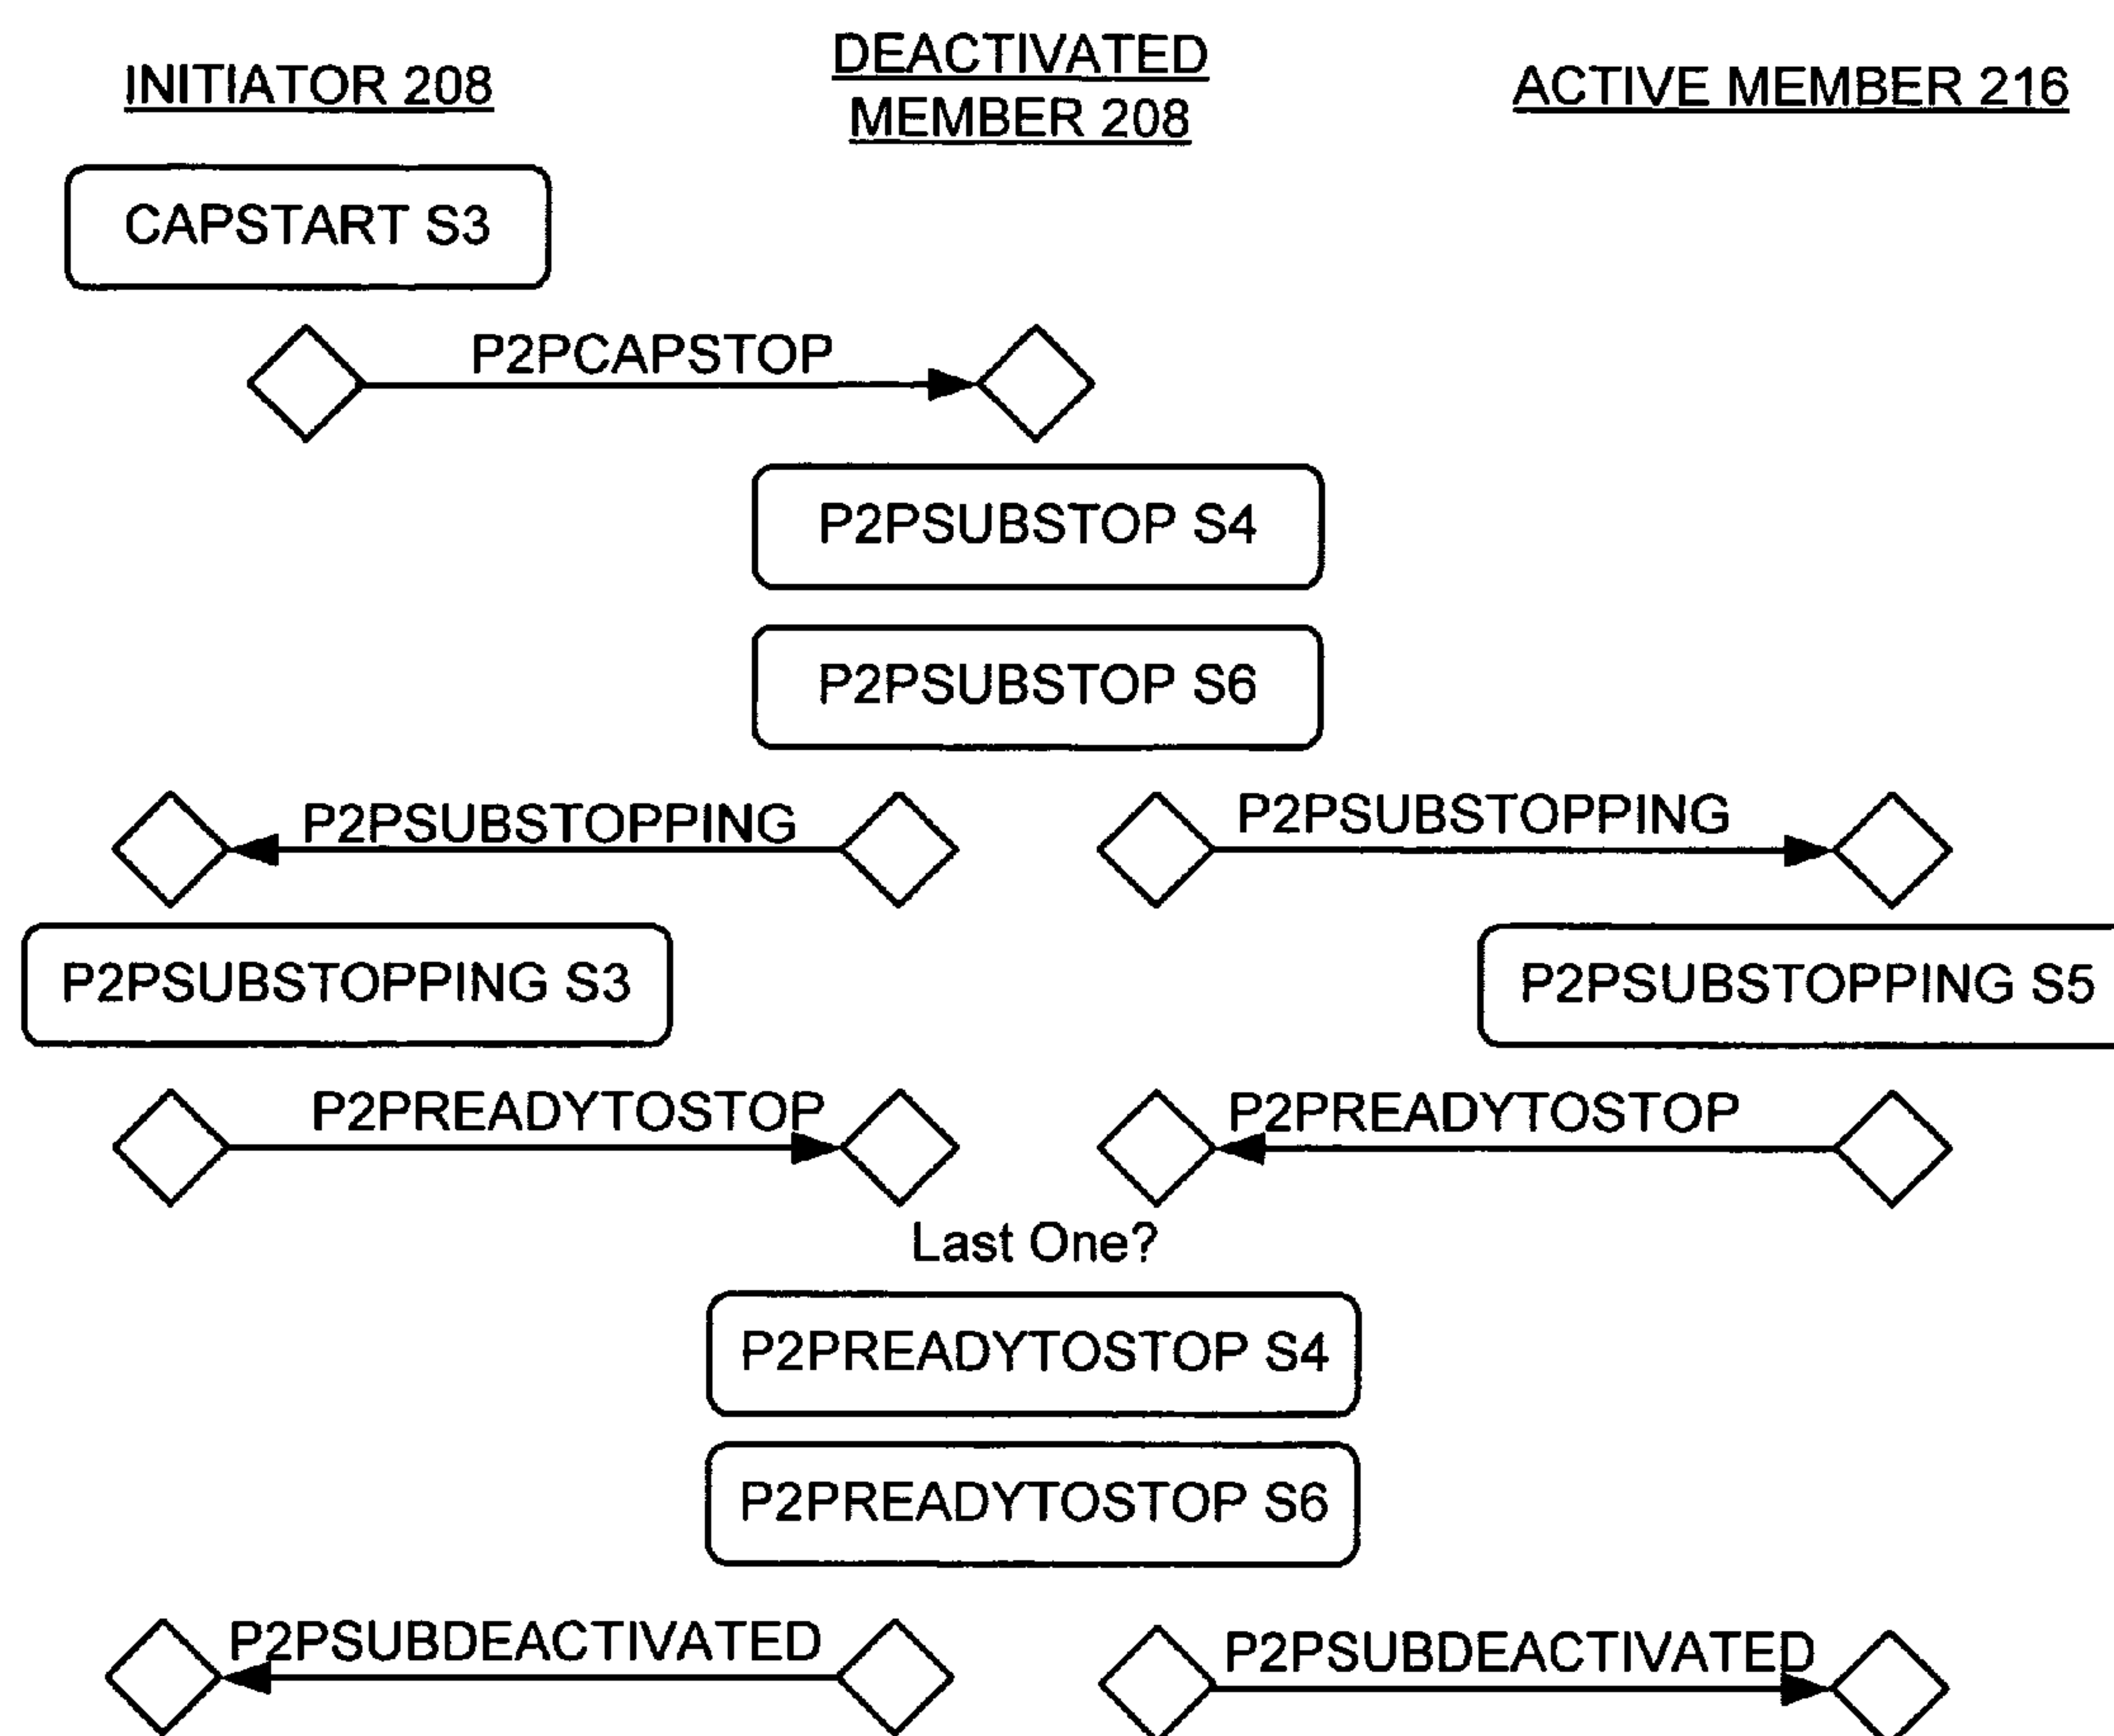 INITIATOR 208
DEACTIVATED
MEMBER 208
ACTIVE MEMBER 216
CAPSTART S3
P2PCAPSTOP
P2PSUBSTOP S4
P2PSUBSTOP S6
P2PSUBSTOPPING
P2PSUBSTOPPING
P2PSUBSTOPPING S3
P2PSUBSTOPPING S5
P2PREADYTOSTOP
P2PREADYTOSTOP
Last One?
P2PREADYTOSTOP S4
P2PREADYTOSTOP S6
P2PSUBDEACTIVATED
P2PSUBDEACTIVATED